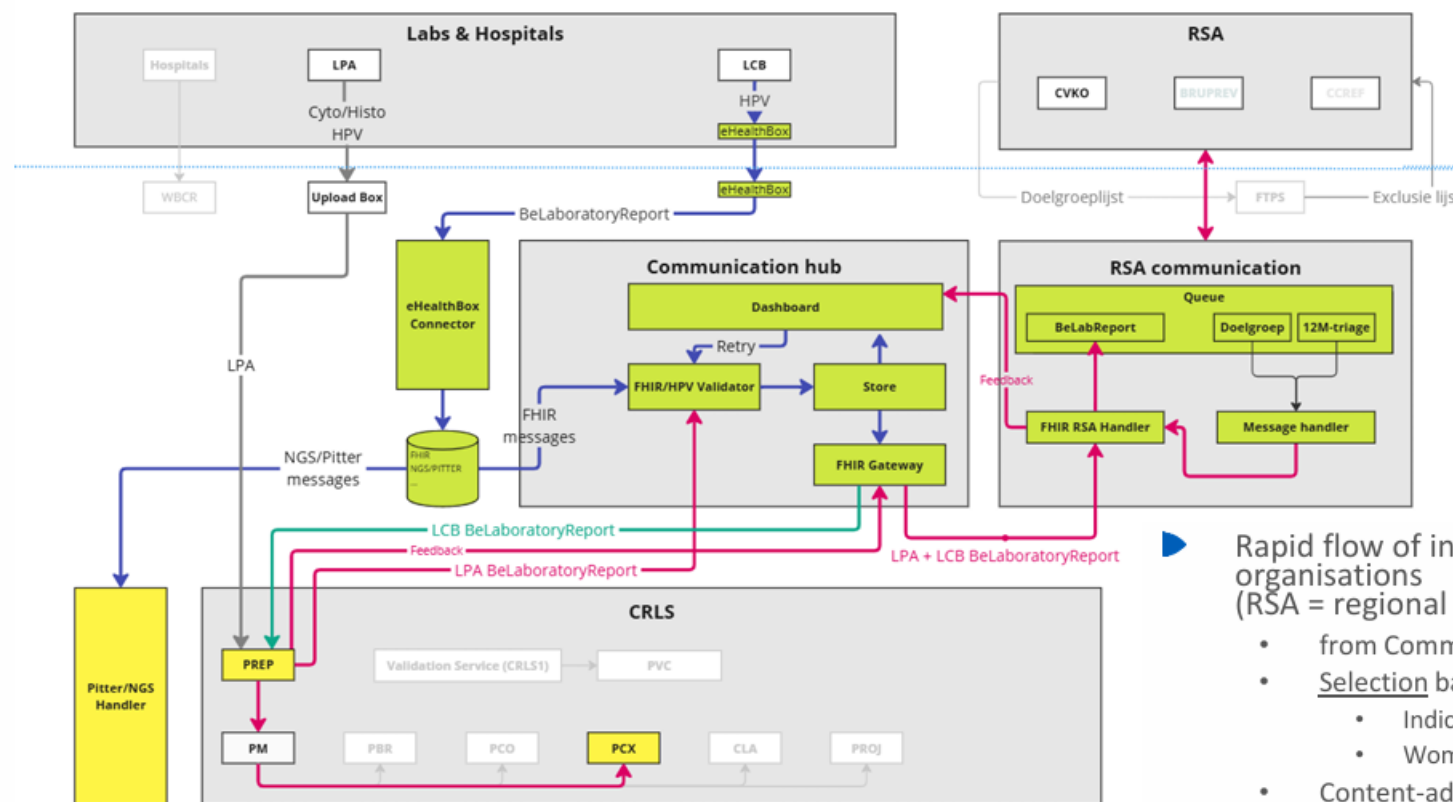 Labs & Hospitals
Hospitals
LPA
LCB
Cyto/Histo
HPV
HPV
eHealthBox
RSA
CVKO
BRUPREV
CCREF
WBCR
Upload Box
eHealthBox
Doelgroeplijst
FTPS
Exclusie lijs
BeLaboratoryReport
eHealthBox
Connector
Communication hub
Dashboard
Retry
FHIR/HPV Validator
Store
FHIR Gateway
RSA communication
Queue
BeLabReport
Doelgroep
12M-triage
Feedback
FHIR RSA Handler
Message handler
LPA
FHIR
messages
FHIR
NGS/PITTER
...
NGS/Pitter
messages
LCB BeLaboratoryReport
Feedback
LPA BeLaboratoryReport
LPA + LCB BeLaboratoryReport
Pitter/NGS
Handler
CRLS
PREP
Validation Service (CRLS1)
PVC
PM
PBR
PCO
PCX
CLA
PROJ
Rapid flow of in
organisations
(RSA = regional
• from Comm
• Selection ba
• Indic
• Wom
• Content-ad